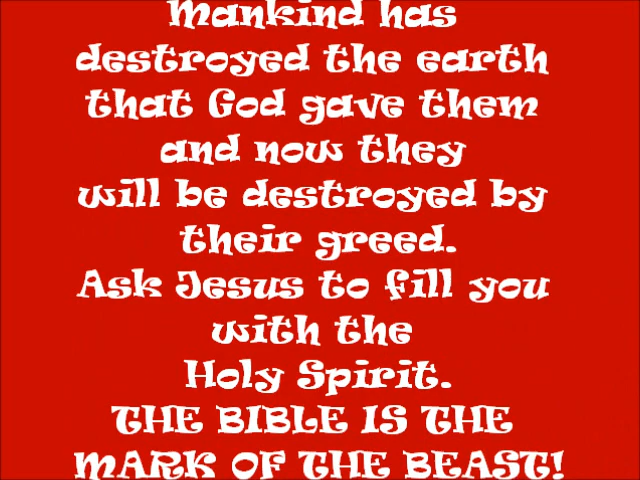 Mankind has
destroyed the earth
that God gave them
and now they
will be destroyed by
their greed.
Ask Jesus to fill you
with the
Holy Spirit.
THE BIBLE IS THE
MARK OF THE BEAST!